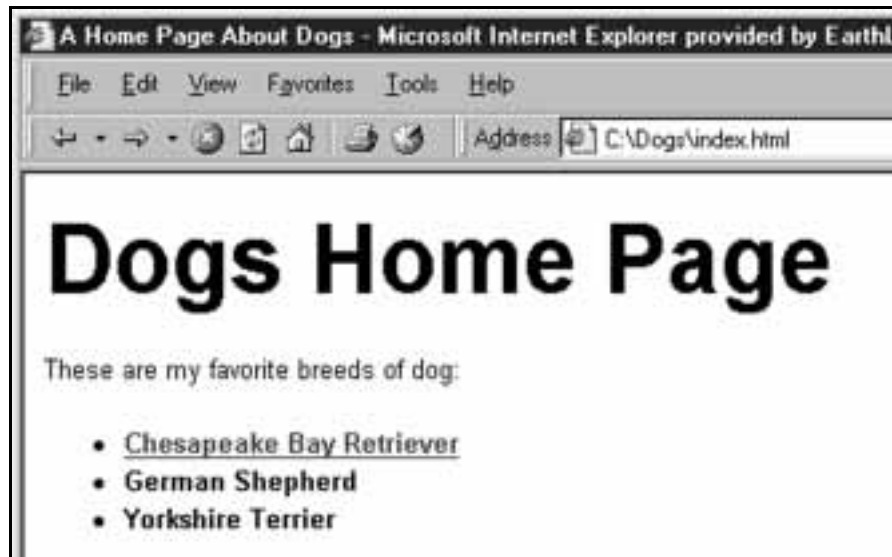 A Home Page About Dogs - Microsoft Internet Explorer provided by Earthl
File Edit View Favorites Tools Help
Address C:\Dogs\index.html
Dogs Home Page
These are my favorite breeds of dog:
• Chesapeake Bay Retriever
• German Shepherd
• Yorkshire Terrier